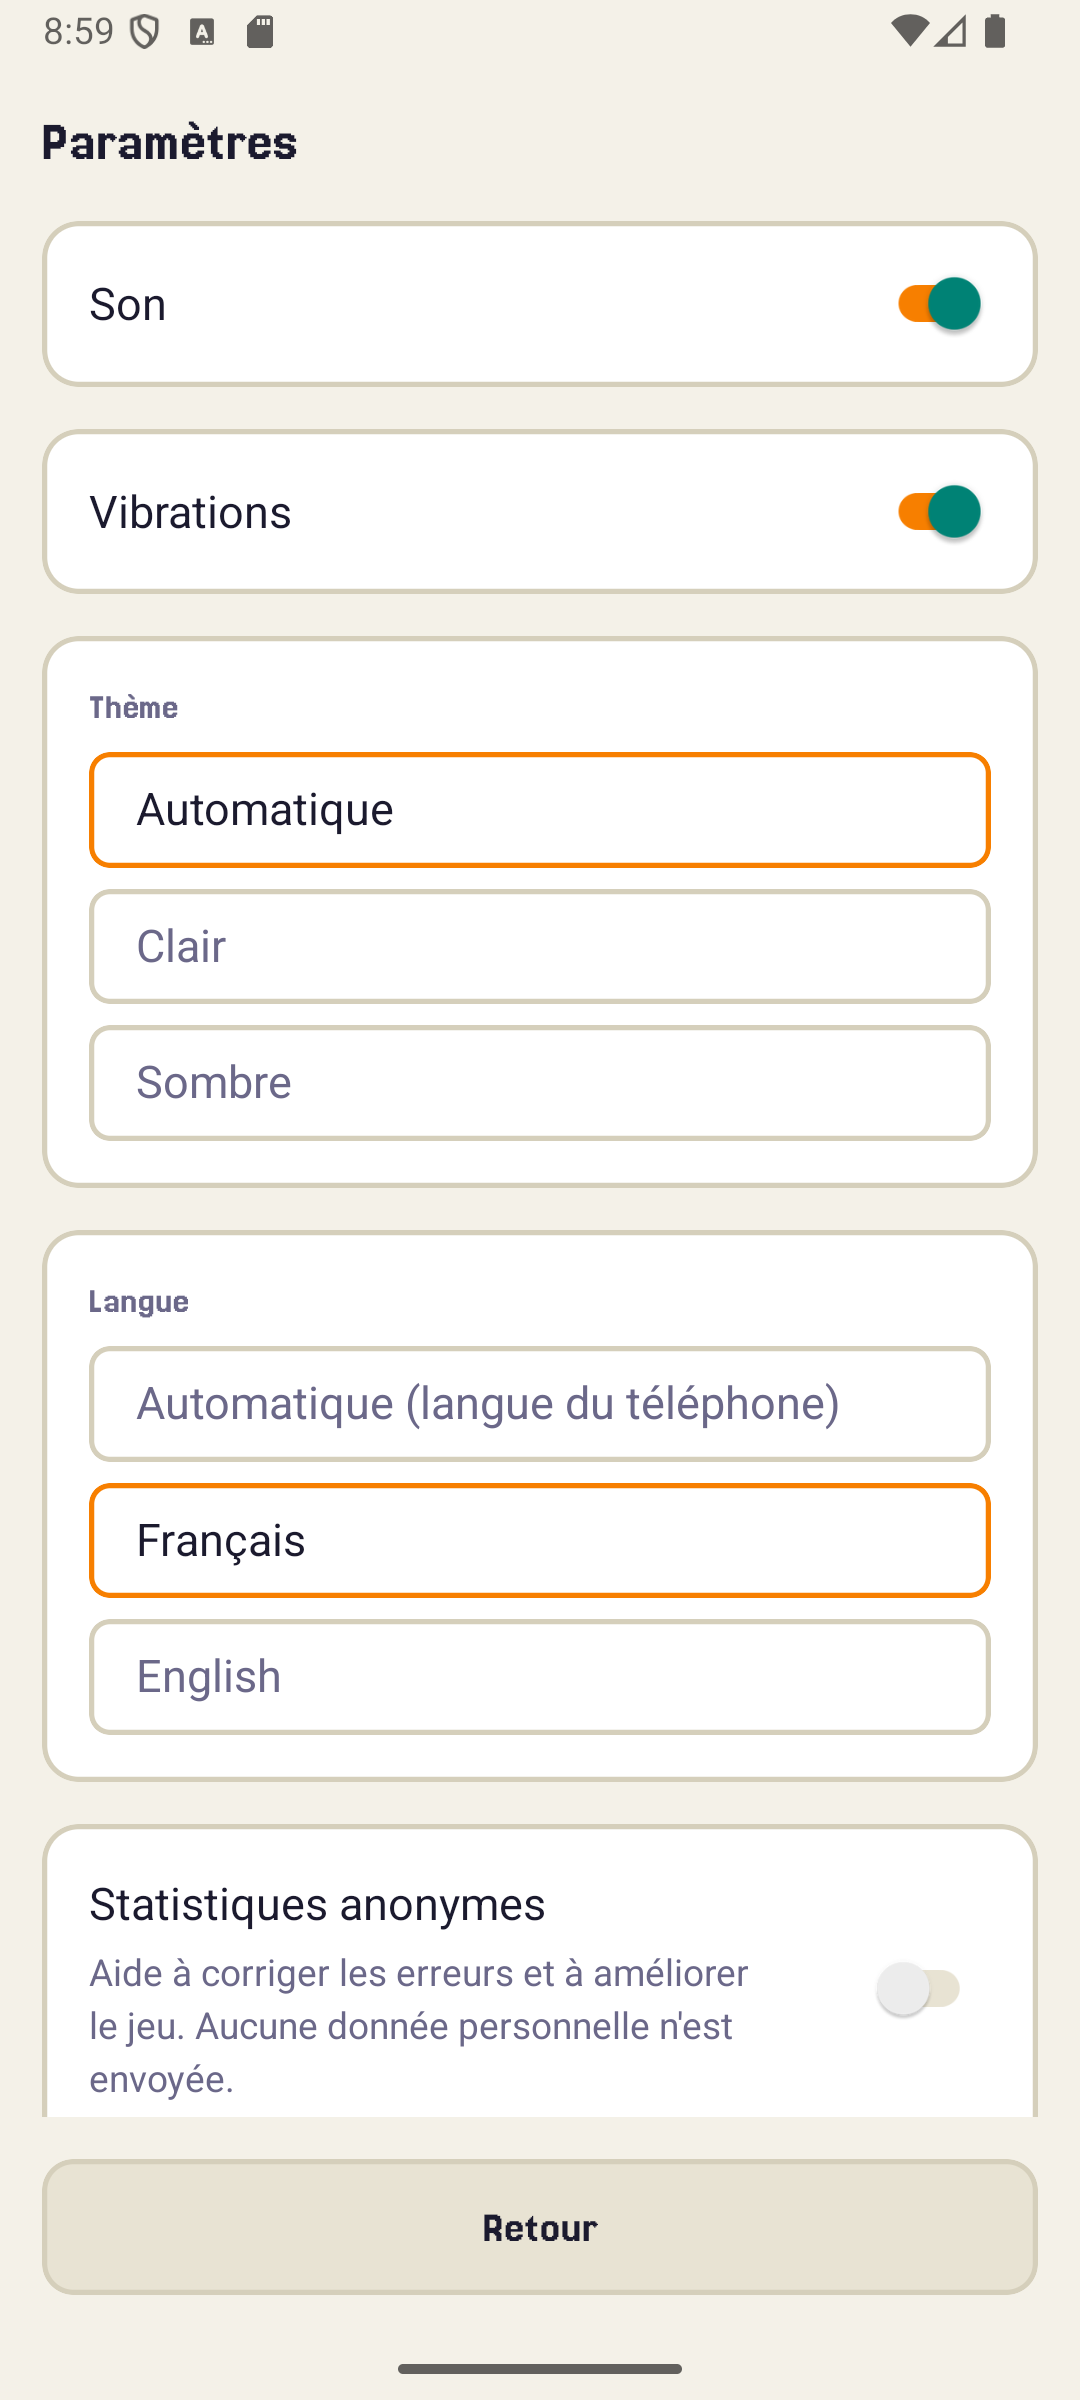 8:59
Paramètres
Son
Vibrations
Thème
Automatique
Clair
Sombre
Langue
Automatique (langue du téléphone)
Français
English
Statistiques anonymes
Aide à corriger les erreurs et à améliorer
le jeu. Aucune donnée personnelle n'est
envoyée.
Retour